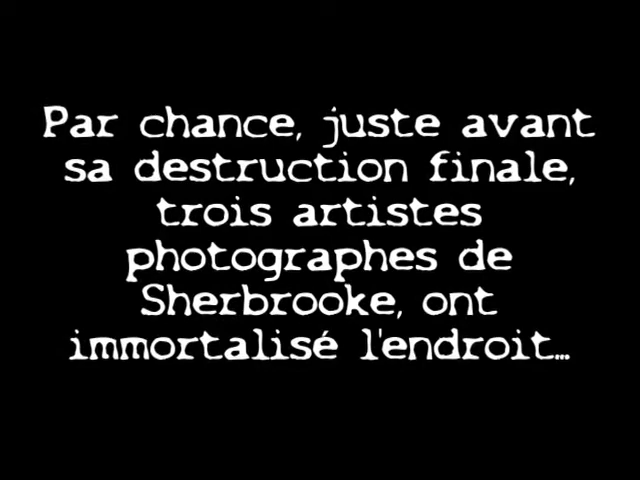 Par chance, juste avant
sa destruction finale,
trois artistes
photographes de
Sherbrooke, ont
immortalisé l'endroit...